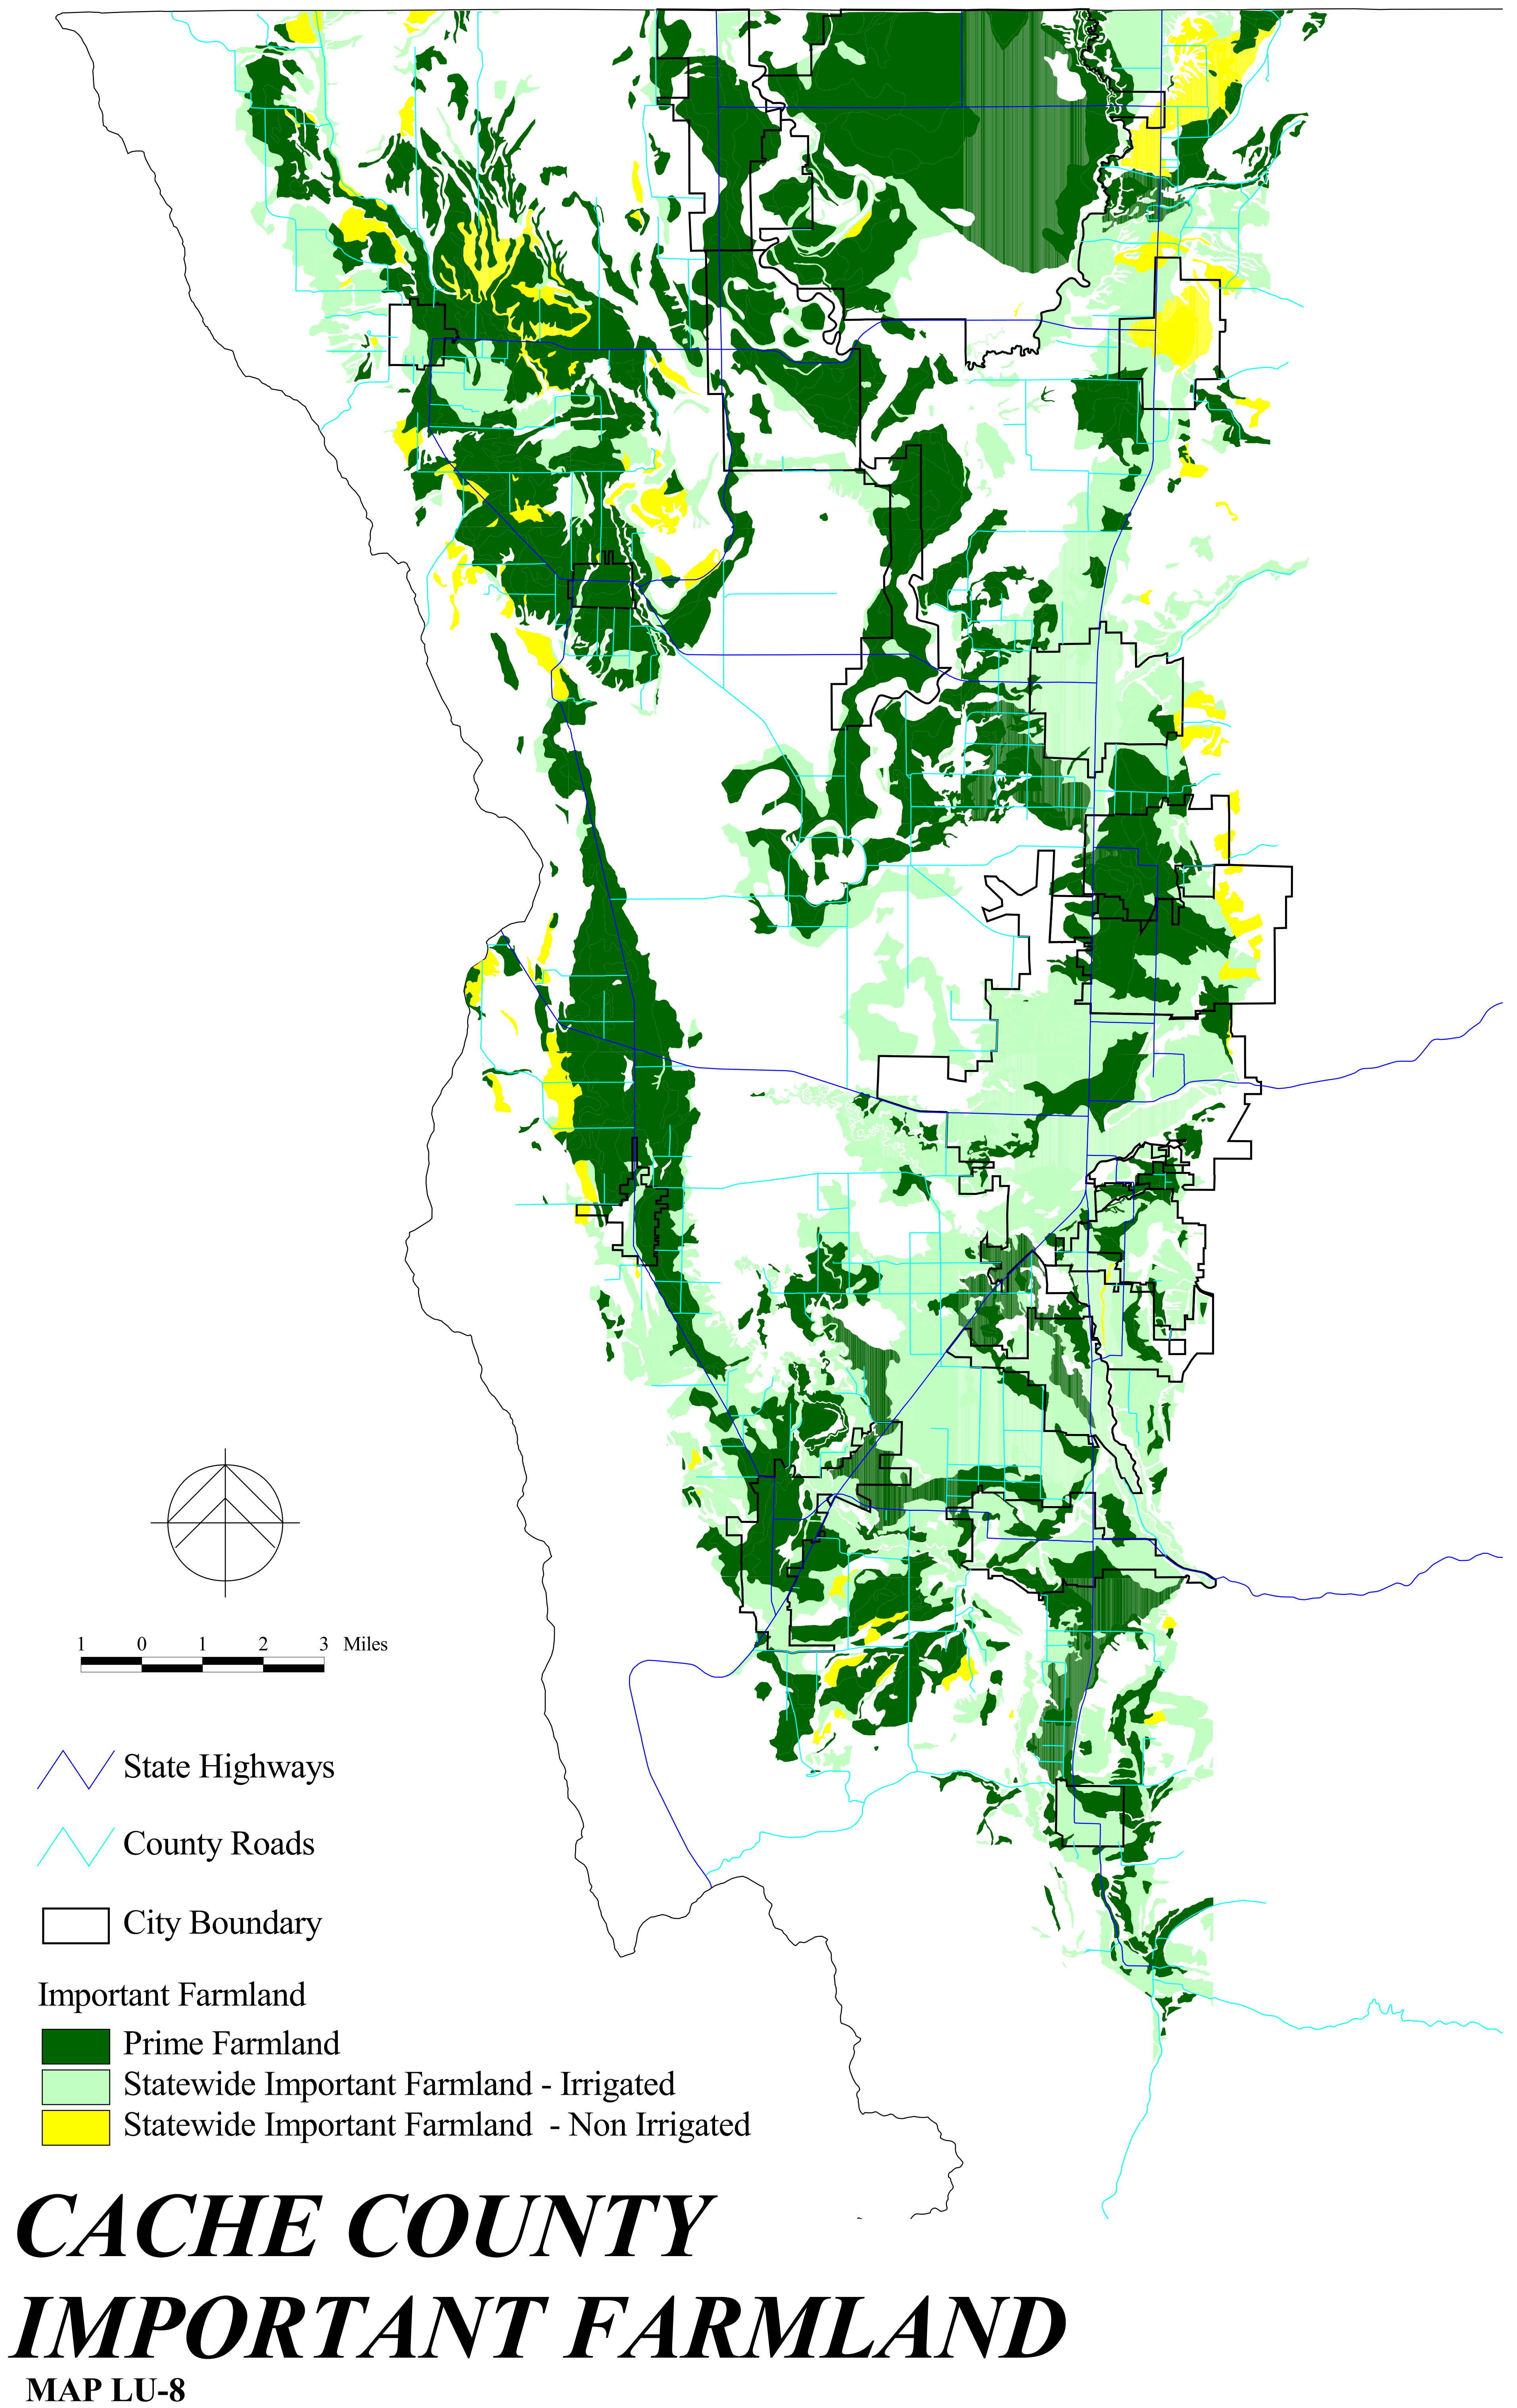 1 0 1 2 3 Miles
State Highways
County Roads
City Boundary
Important Farmland
Prime Farmland
Statewide Important Farmland - Irrigated
Statewide Important Farmland - Non Irrigated
CACHE COUNTY
IMPORTANT FARMLAND
MAP LU-8